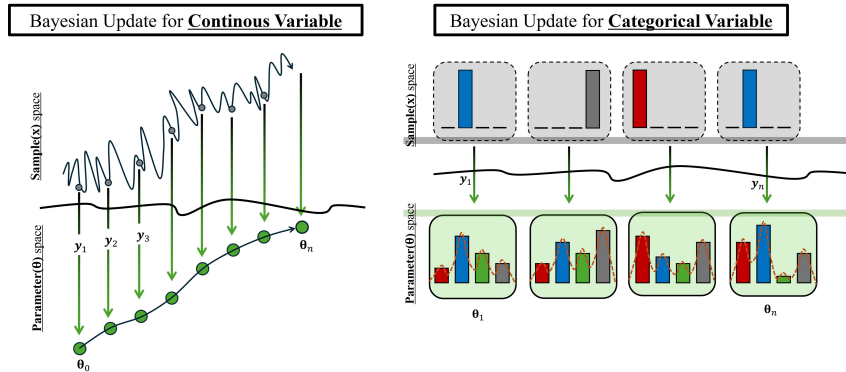 Bayesian Update for Continous Variable
Sample(x) space
y₁
y₂
y₃
Parameter(θ) space
θ₀
θₙ
Bayesian Update for Categorical Variable
Sample(x) space
y₁
yₙ
Parameter(θ) space
θ₁
θₙ